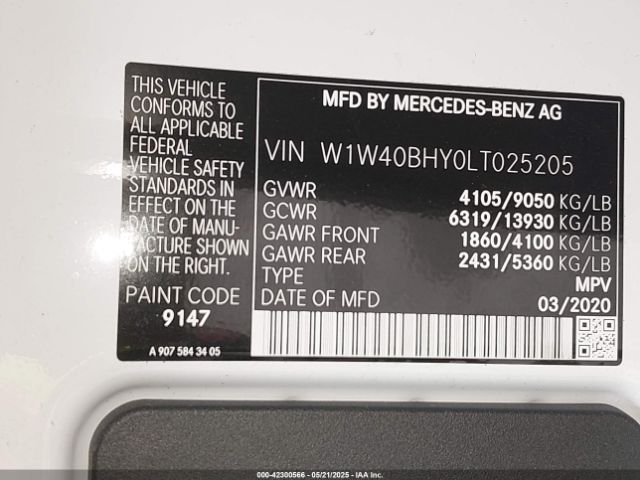 THIS VEHICLE
CONFORMS TO
ALL APPLICABLE
FEDERAL
VEHICLE SAFETY
STANDARDS IN
EFFECT ON THE
DATE OF MANU-
FACTURE SHOWN
ON THE RIGHT.
PAINT CODE
9147
A 907 584 34 05
MFD BY MERCEDES-BENZ AG
VIN W1W40BHY0LT025205
GVWR 4105/9050 KG/LB
GCWR 6319/13930 KG/LB
GAWR FRONT 1860/4100 KG/LB
GAWR REAR 2431/5360 KG/LB
TYPE MPV
DATE OF MFD 03/2020
000-42300566 - 05/21/2025 - IAA Inc.